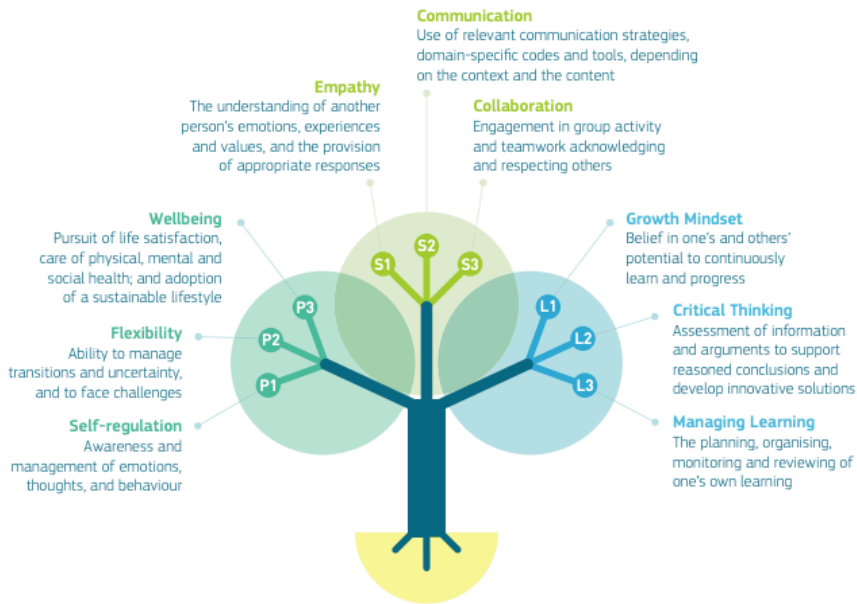 Communication
Use of relevant communication strategies,
domain-specific codes and tools, depending
on the context and the content
Empathy
The understanding of another
person's emotions, experiences
and values, and the provision
of appropriate responses
Collaboration
Engagement in group activity
and teamwork acknowledging
and respecting others
Wellbeing
Pursuit of life satisfaction,
care of physical, mental and
social health; and adoption
of a sustainable lifestyle
Flexibility
Ability to manage
transitions and uncertainty,
and to face challenges
Self-regulation
Awareness and
management of emotions,
thoughts, and behaviour
P3
P2
P1
S1
S2
S3
L1
L2
L3
Growth Mindset
Belief in one's and others'
potential to continuously
learn and progress
Critical Thinking
Assessment of information
and arguments to support
reasoned conclusions and
develop innovative solutions
Managing Learning
The planning, organising,
monitoring and reviewing of
one's own learning